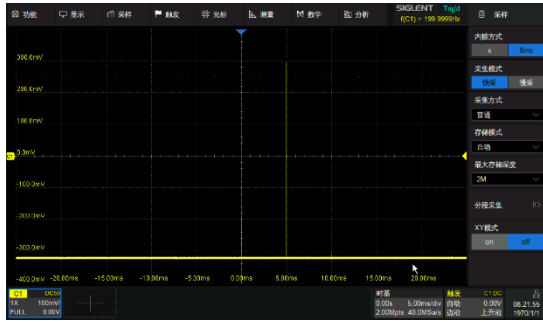 功能 显示 采样 触发 光标 测量 数学 分析 SIGLENT Trig'd
f(C1) = 199.9999Hz
采样
内插方式
x Sinc
采集模式
快采 慢采
采集方式
普通
存储模式
自动
最大存储深度
2M
分段采集
XY模式
on off
300.0mV
200.0mV
100.0mV
0.0mV
-100.0mV
-200.0mV
-300.0mV
-400.0mV -20.00ms -15.00ms -10.00ms -5.00ms 0.00ms 5.00ms 10.00ms 15.00ms 20.00ms
C1 DC50
1X 100mV/
FULL 0.00V
时基
0.00s 5.00ms/div
2.00Mpts 40.0MSa/s
触发 C1 DC
自动 0.00V
边沿 上升沿
08:21:55
1970/1/1